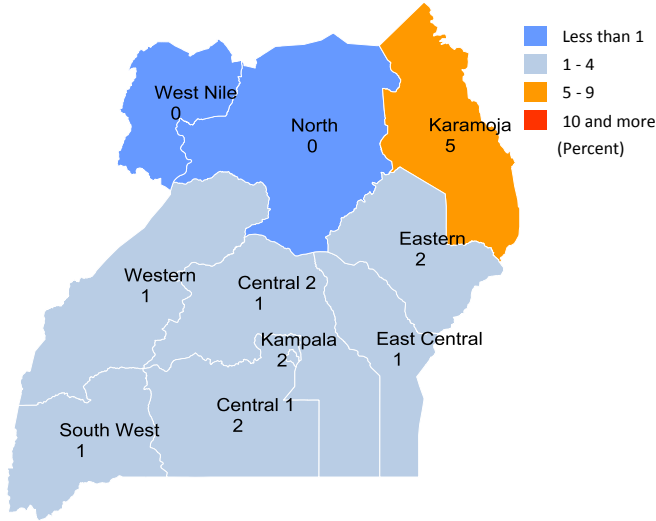 Less than 1
1 - 4
5 - 9
10 and more
(Percent)
West Nile
0
North
0
Karamoja
5
Eastern
2
Western
1
Central 2
1
Kampala
2
East Central
1
Central 1
2
South West
1